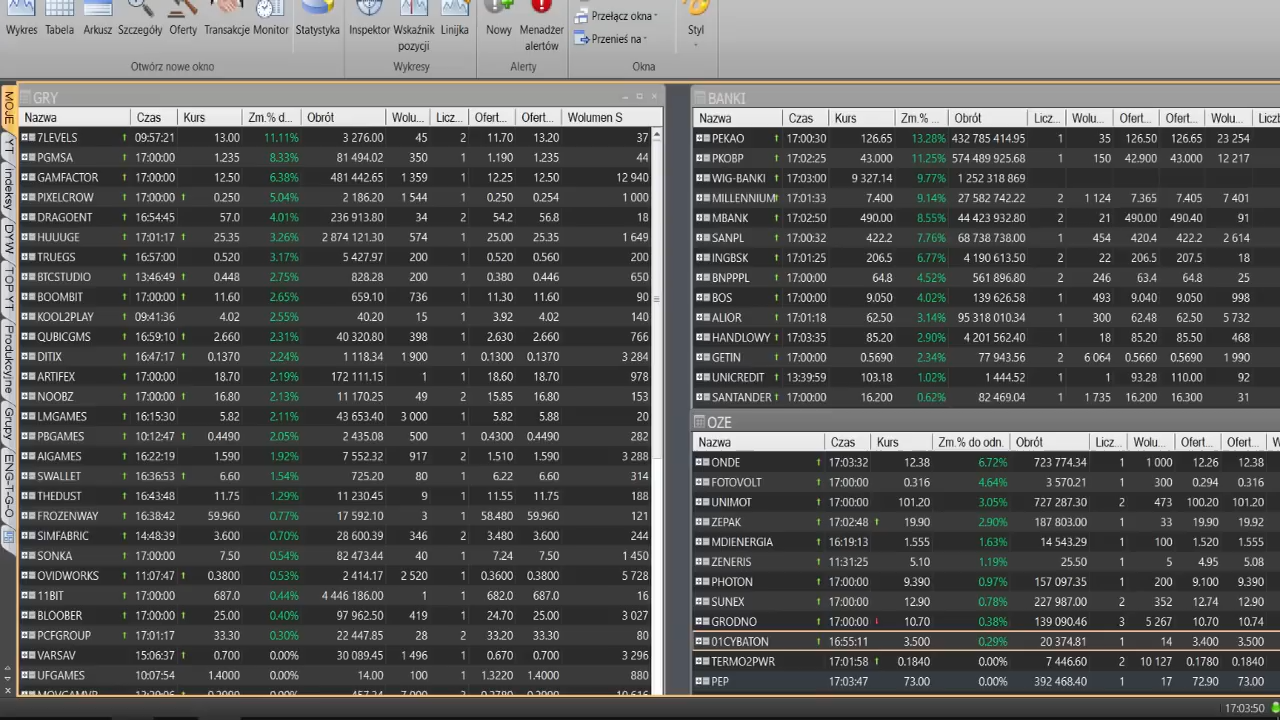 Wykres Tabela Arkusz Szczegóły Oferty Transakcje Monitor Statystyka Inspektor Wskaźnik pozycji Linijka Nowy Menadżer alertów Przełącz okna Przenieś na Styl
Otwórz nowe okno Wykresy Alerty Okna
MOJE
YT
Indeksy
DYW
TOP YT
Produkcyjne
Grupy
ENG-T-G-O
GRY
Nazwa Czas Kurs Zm.% d... Obrót Wolu... Licz... Ofert... Ofert... Wolumen S
7LEVELS 09:57:21 13.00 11.11% 3 276.00 45 2 11.70 13.20 37
PGMSA 17:00:00 1.235 8.33% 81 494.02 350 1 1.190 1.235 44
GAMFACTOR 17:00:00 12.50 6.38% 481 442.65 1 359 1 12.25 12.50 12 940
PIXELCROW 17:00:00 0.250 5.04% 2 186.20 1 544 1 0.250 0.254 1 000
DRAGOENT 16:54:45 57.0 4.01% 236 913.80 34 2 54.2 56.8 18
HUUUGE 17:01:17 25.35 3.26% 2 874 121.30 574 1 25.00 25.35 1 649
TRUEGS 16:57:00 0.520 3.17% 5 427.97 200 1 0.520 0.560 200
BTCSTUDIO 13:46:49 0.448 2.75% 828.28 200 1 0.380 0.446 650
BOOMBIT 17:00:00 11.60 2.65% 659.10 736 1 11.30 11.60 90
KOOL2PLAY 09:41:36 4.02 2.55% 40.20 15 1 3.92 4.02 140
QUBICGMS 16:59:10 2.660 2.31% 40 320.80 398 1 2.630 2.660 766
DITIX 16:47:17 0.1370 2.24% 1 118.34 1 900 1 0.1300 0.1370 3 284
ARTIFEX 17:00:00 18.70 2.19% 172 111.15 1 1 18.60 18.70 978
NOOBZ 17:00:00 16.80 2.13% 11 170.25 49 2 15.85 16.80 153
LMGAMES 16:15:30 5.82 2.11% 43 653.40 3 000 1 5.82 5.88 20
PBGAMES 10:12:47 0.4490 2.05% 2 435.08 500 1 0.4300 0.4490 282
AIGAMES 16:22:19 1.590 1.92% 7 552.32 917 2 1.510 1.590 3 288
SWALLET 16:36:53 6.60 1.54% 725.20 80 1 6.22 6.60 314
THEDUST 16:43:48 11.75 1.29% 11 230.45 9 1 11.55 11.75 188
FROZENWAY 16:38:42 59.960 0.77% 17 592.10 3 1 58.480 59.960 121
SIMFABRIC 14:48:39 3.600 0.70% 28 600.39 346 2 3.480 3.600 244
SONKA 17:00:00 7.50 0.54% 82 473.44 40 1 7.24 7.50 1 450
OVIDWORKS 11:07:47 0.3800 0.53% 2 414.17 2 520 1 0.3600 0.3800 5 728
11BIT 17:00:00 687.0 0.44% 4 446 186.00 1 1 682.0 687.0 16
BLOOBER 17:00:00 25.00 0.40% 97 962.50 419 1 24.70 25.00 3 027
PCFGROUP 17:01:17 33.30 0.30% 22 447.85 28 2 33.20 33.30 80
VARSAV 15:06:37 0.700 0.00% 30 089.45 1 496 1 0.670 0.700 3 296
UFGAMES 10:07:54 1.4000 0.00% 14.00 100 1 1.3220 1.4000 880
BANKI
Nazwa Czas Kurs Zm.% ... Obrót Licz... Wolu... Ofert... Ofert... Wolu... Liczb
PEKAO 17:00:30 126.65 13.28% 432 785 414.95 1 35 126.50 126.65 23 254
PKOBP 17:02:25 43.000 11.25% 574 489 925.68 1 150 42.900 43.000 12 217
WIG-BANKI 17:03:00 9 327.14 9.77% 1 252 318 869
MILLENNIUM 17:01:33 7.400 9.14% 27 582 742.22 2 1 124 7.365 7.405 7 401
MBANK 17:02:50 490.00 8.55% 44 423 932.80 2 21 490.00 490.40 91
SANPL 17:00:32 422.2 7.76% 68 738 738.00 1 454 420.4 422.2 2 614
INGBSK 17:01:25 206.5 6.77% 4 190 613.50 1 22 206.5 207.5 18
BNPPPL 17:00:00 64.8 4.52% 561 896.80 2 246 63.4 64.8 25
BOS 17:00:00 9.050 4.02% 139 626.58 1 493 9.040 9.050 998
ALIOR 17:01:18 62.50 3.14% 95 318 010.34 1 300 62.48 62.50 5 732
HANDLOWY 17:03:35 85.20 2.90% 4 201 562.40 1 18 85.20 85.50 468
GETIN 17:00:00 0.5690 2.34% 77 943.56 2 6 064 0.5660 0.5690 1 990
UNICREDIT 13:39:59 103.18 1.02% 1 444.52 1 1 93.28 110.00 92
SANTANDER 17:00:00 16.200 0.62% 82 469.04 1 1 735 16.200 16.300 31
OZE
Nazwa Czas Kurs Zm.% do odn. Obrót Licz... Wolu... Ofert... Ofert... W
ONDE 17:03:32 12.38 6.72% 723 774.34 1 1 000 12.26 12.38
FOTOVOLT 17:00:00 0.316 4.64% 3 570.21 1 300 0.294 0.316
UNIMOT 17:00:00 101.20 3.05% 727 287.30 2 473 100.20 101.20
ZEPAK 17:02:48 19.90 2.90% 187 803.00 1 33 19.90 19.92
MDIENERGIA 16:19:13 1.555 1.63% 14 543.29 1 100 1.520 1.555
ZENERIS 11:31:25 5.10 1.19% 25.50 1 5 4.95 5.08
PHOTON 17:00:00 9.390 0.97% 157 097.35 1 200 9.100 9.390
SUNEX 17:00:00 12.90 0.78% 227 987.00 2 352 12.74 12.90
GRODNO 17:00:00 10.70 0.38% 139 090.46 3 5 267 10.70 10.74
01CYBATON 16:55:11 3.500 0.29% 20 374.81 1 14 3.400 3.500
TERMO2PWR 17:01:58 0.1840 0.00% 7 446.60 2 10 127 0.1780 0.1840
PEP 17:03:47 73.00 0.00% 392 468.40 1 17 72.90 73.00
17:03:50